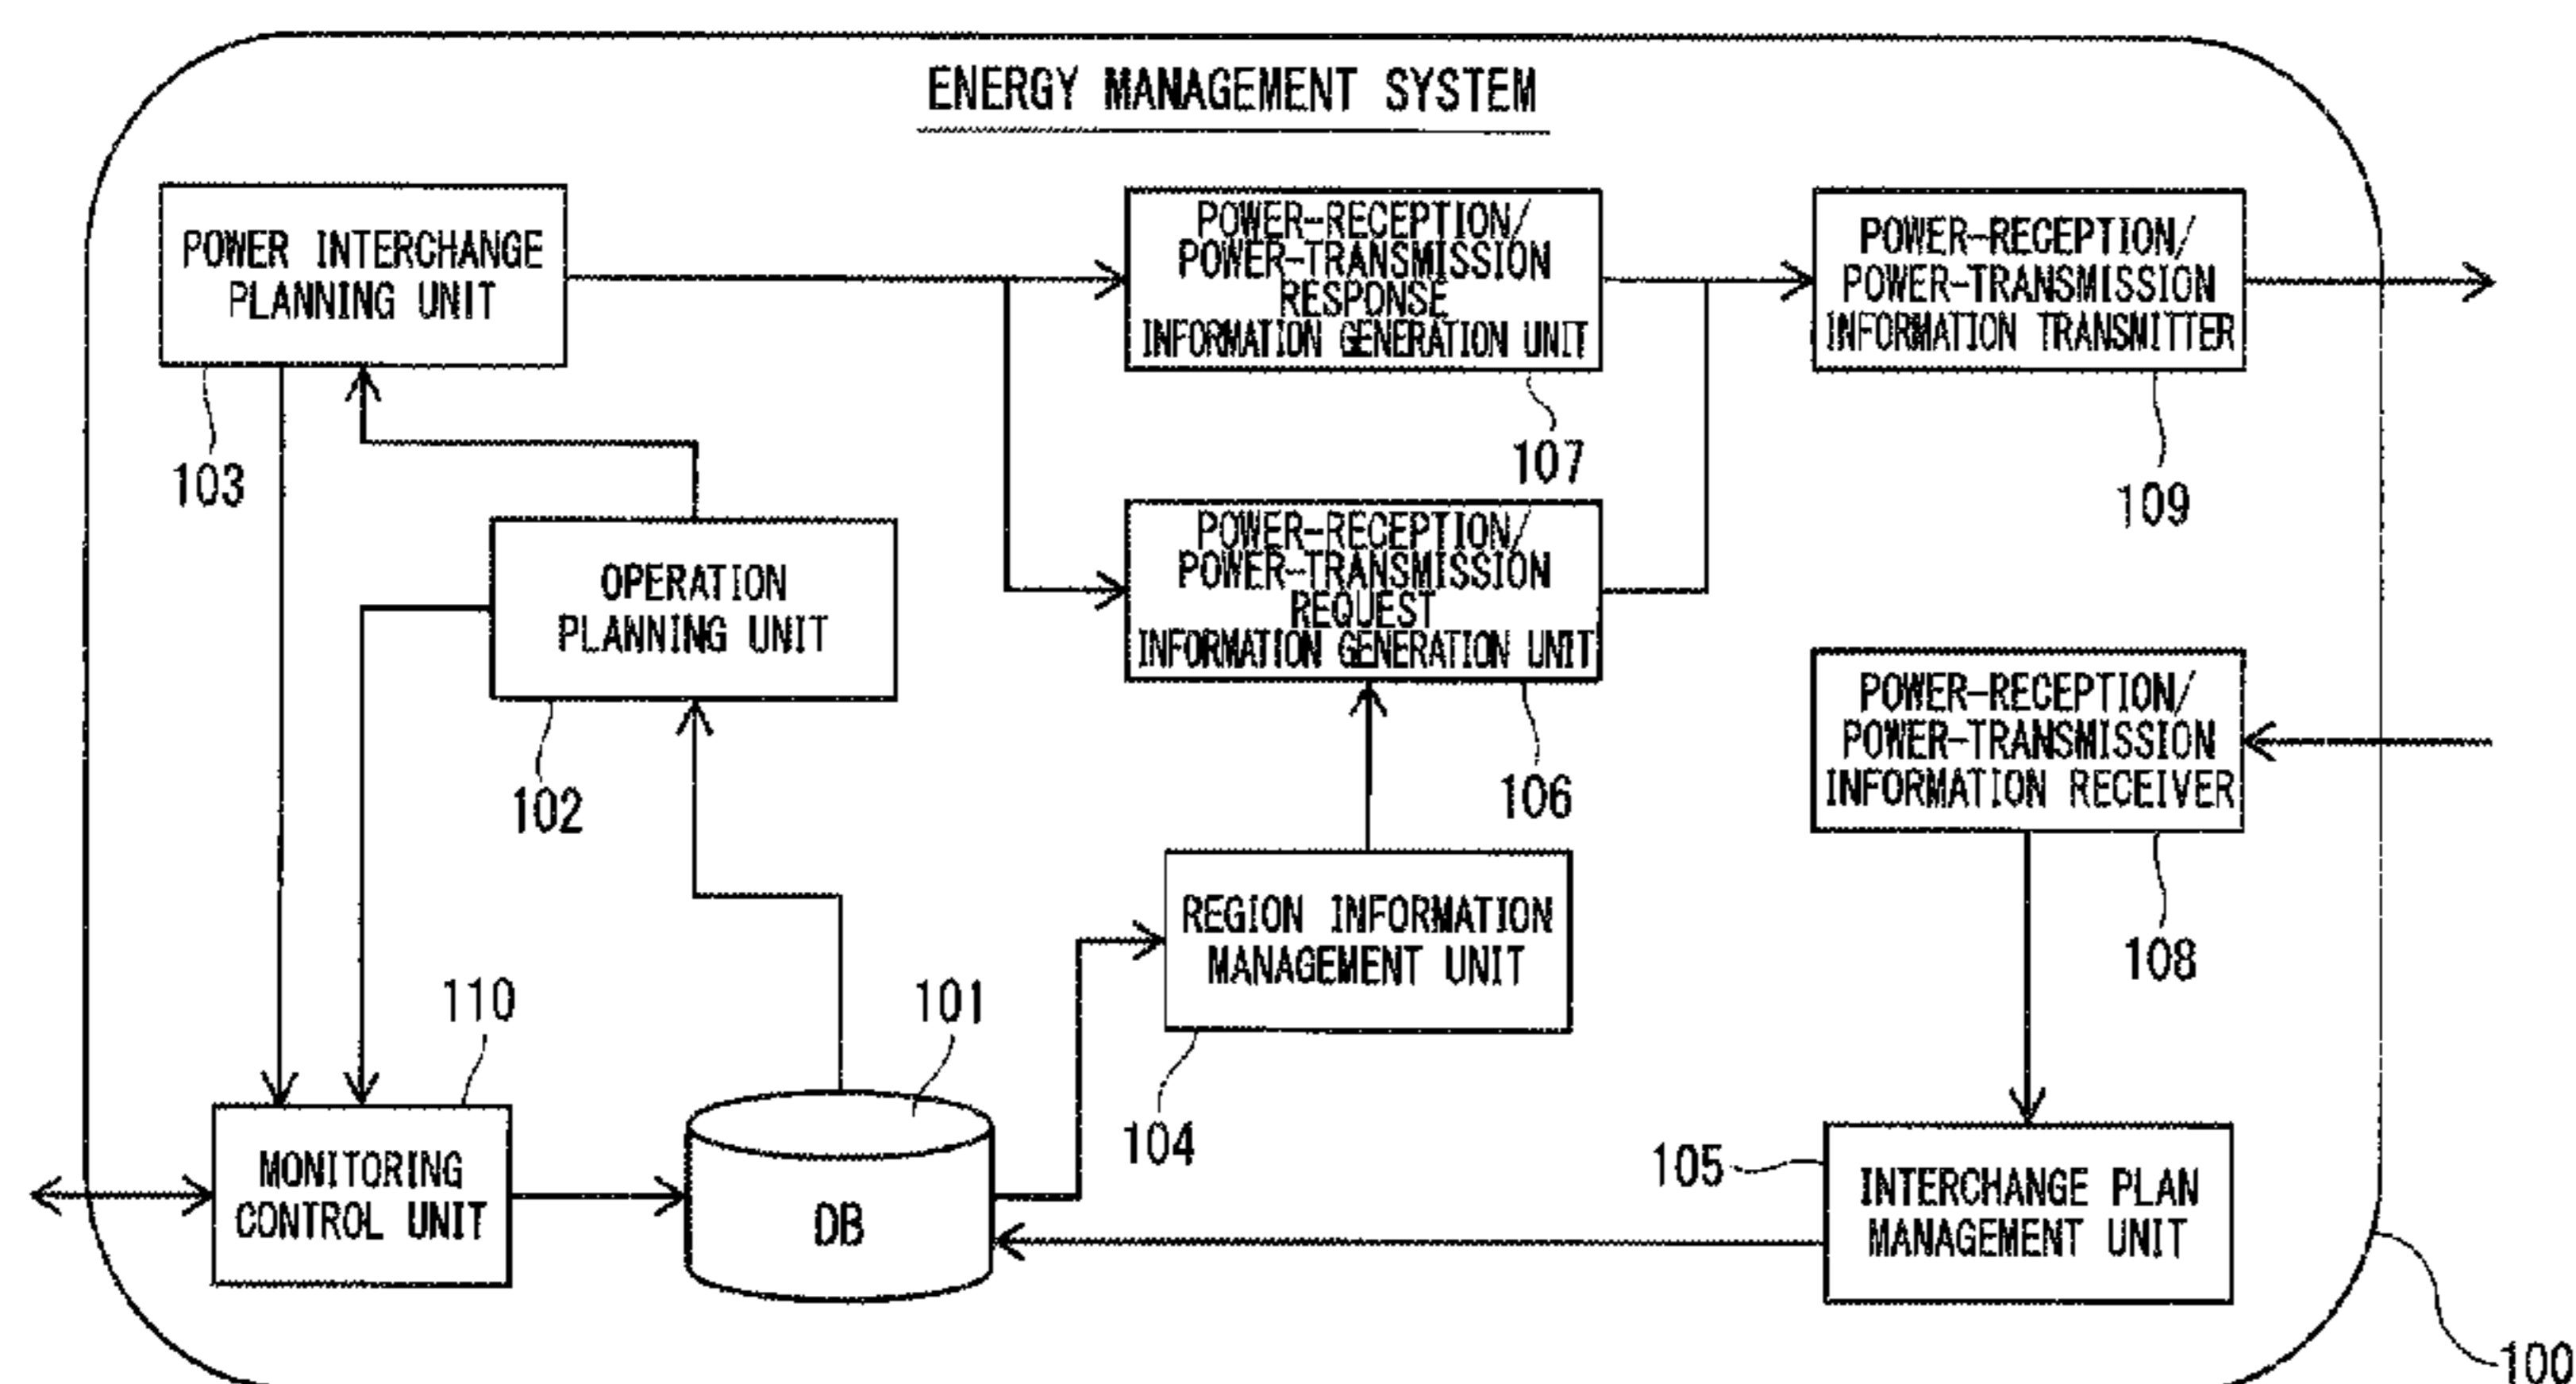 ENERGY MANAGEMENT SYSTEM
POWER INTERCHANGE
PLANNING UNIT
103
POWER-RECEPTION/
POWER-TRANSMISSION
RESPONSE
INFORMATION GENERATION UNIT
107
POWER-RECEPTION/
POWER-TRANSMISSION
INFORMATION TRANSMITTER
109
OPERATION
PLANNING UNIT
102
POWER-RECEPTION/
POWER-TRANSMISSION
REQUEST
INFORMATION GENERATION UNIT
106
POWER-RECEPTION/
POWER-TRANSMISSION
INFORMATION RECEIVER
108
REGION INFORMATION
MANAGEMENT UNIT
104
110
MONITORING
CONTROL UNIT
101
DB
105
INTERCHANGE PLAN
MANAGEMENT UNIT
100